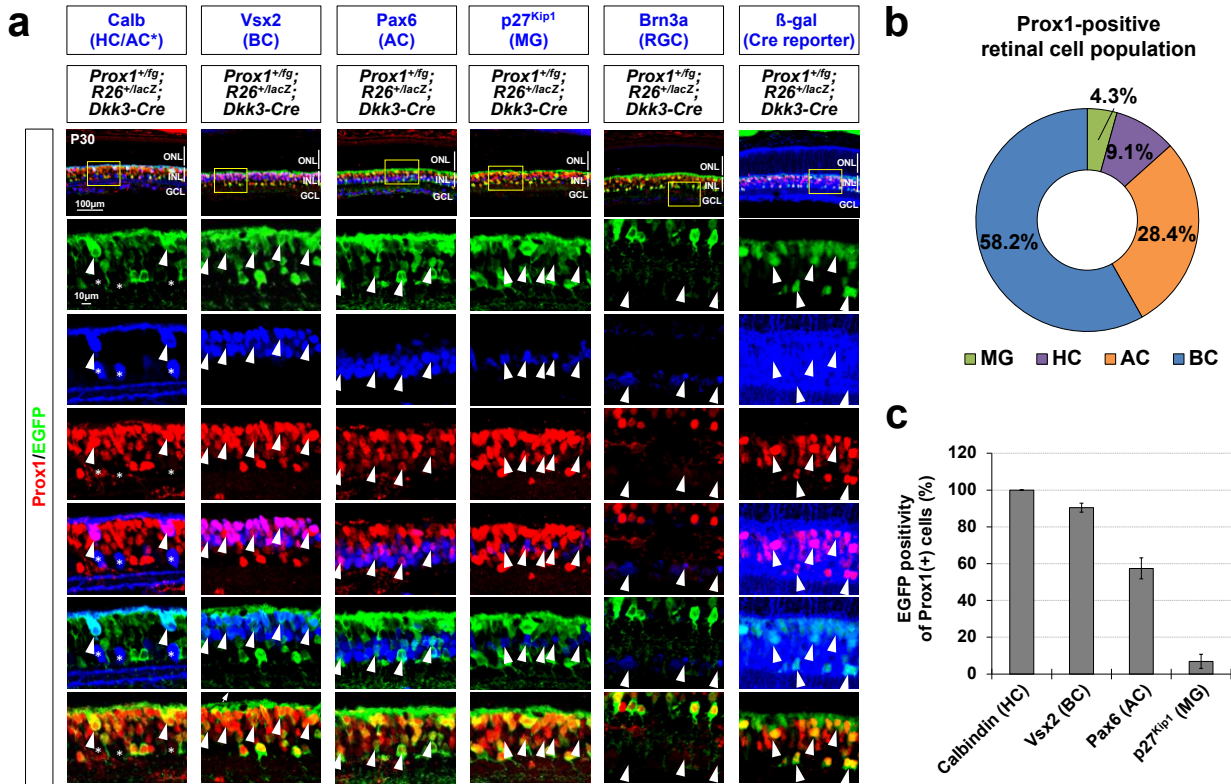 a
Calb
(HC/AC*)
Vsx2
(BC)
Pax6
(AC)
p27Kip1
(MG)
Brn3a
(RGC)
ß-gal
(Cre reporter)
Prox1+/fg;
R26+/lacZ;
Dkk3-Cre
Prox1+/fg;
R26+/lacZ;
Dkk3-Cre
Prox1+/fg;
R26+/lacZ;
Dkk3-Cre
Prox1+/fg;
R26+/lacZ;
Dkk3-Cre
Prox1+/fg;
R26+/lacZ;
Dkk3-Cre
Prox1+/fg;
R26+/lacZ;
Dkk3-Cre
Prox1/EGFP
P30
ONL
INL
GCL
100µm
ONL
INL
GCL
ONL
INL
GCL
ONL
INL
GCL
ONL
INL
GCL
ONL
INL
GCL
* *
*
10µm
* * *
* * *
* * *
* * *
* * *
b
Prox1-positive
retinal cell population
4.3%
9.1%
28.4%
58.2%
MG HC AC BC
c
EGFP positivity
of Prox1(+) cells (%)
120
100
80
60
40
20
0
Calbindin (HC)
Vsx2 (BC)
Pax6 (AC)
p27Kip1 (MG)